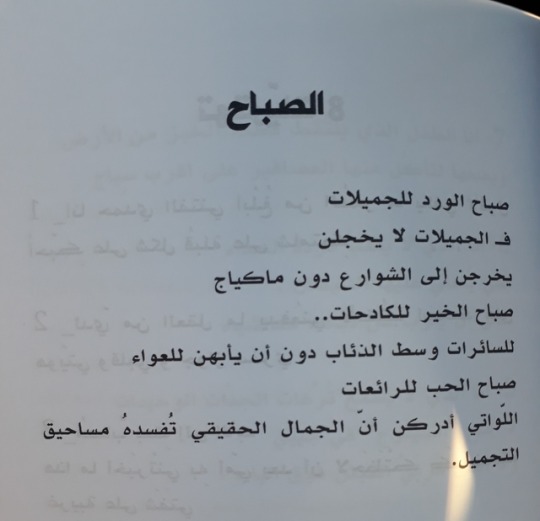 الصباح
صباح الورد للجميلات
فـ الجميلات لا يخجلن
يخرجن إلى الشوارع دون ماكياج
صباح الخير للكادحات..
للسائرات وسط الذئاب دون أن يأبهن للعواء
صباح الحب للرائعات
اللّواتي أدركن أنّ الجمال الحقيقي تُفسدهُ مساحيق
التجميل.